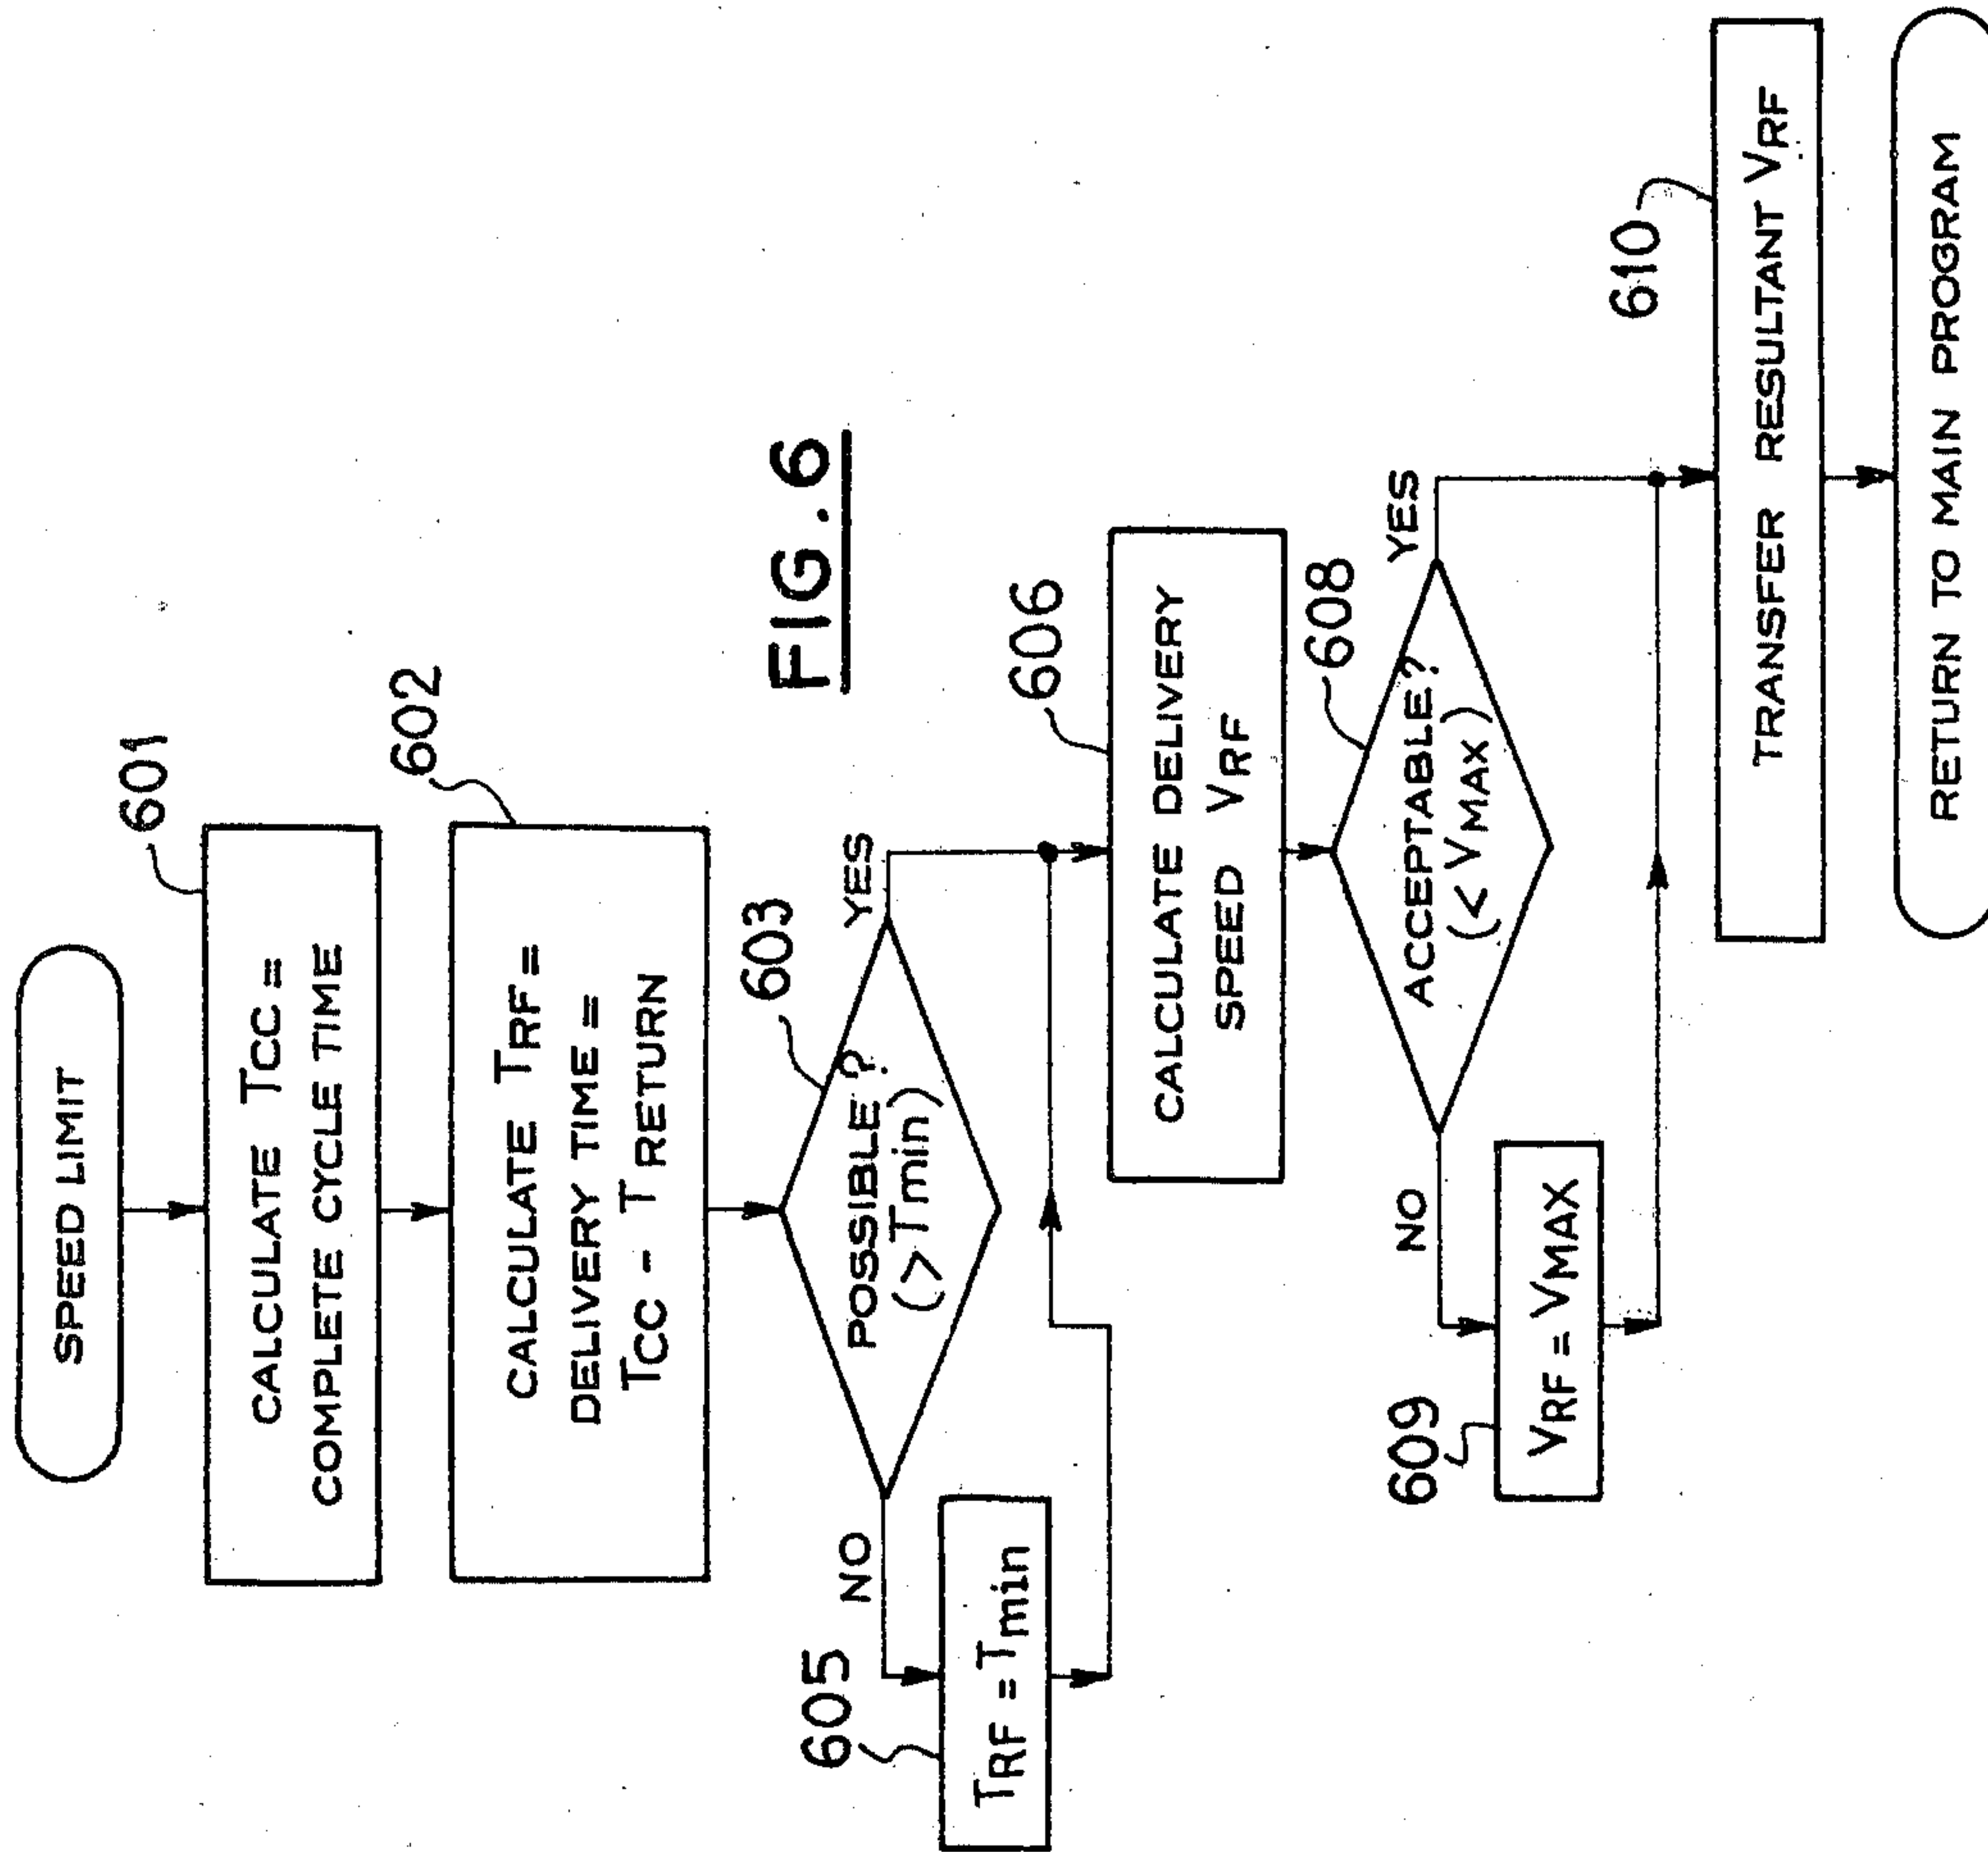 SPEED LIMIT
601
CALCULATE TCC =
COMPLETE CYCLE TIME
602
CALCULATE TRF =
DELIVERY TIME =
TCC - T RETURN
603
POSSIBLE ?
(> Tmin)
NO
YES
605
TRF = Tmin
FIG. 6
606
CALCULATE DELIVERY
SPEED VRF
608
ACCEPTABLE?
(< VMAX)
NO
YES
609
VRF = VMAX
610
TRANSFER RESULTANT VRF
RETURN TO MAIN PROGRAM